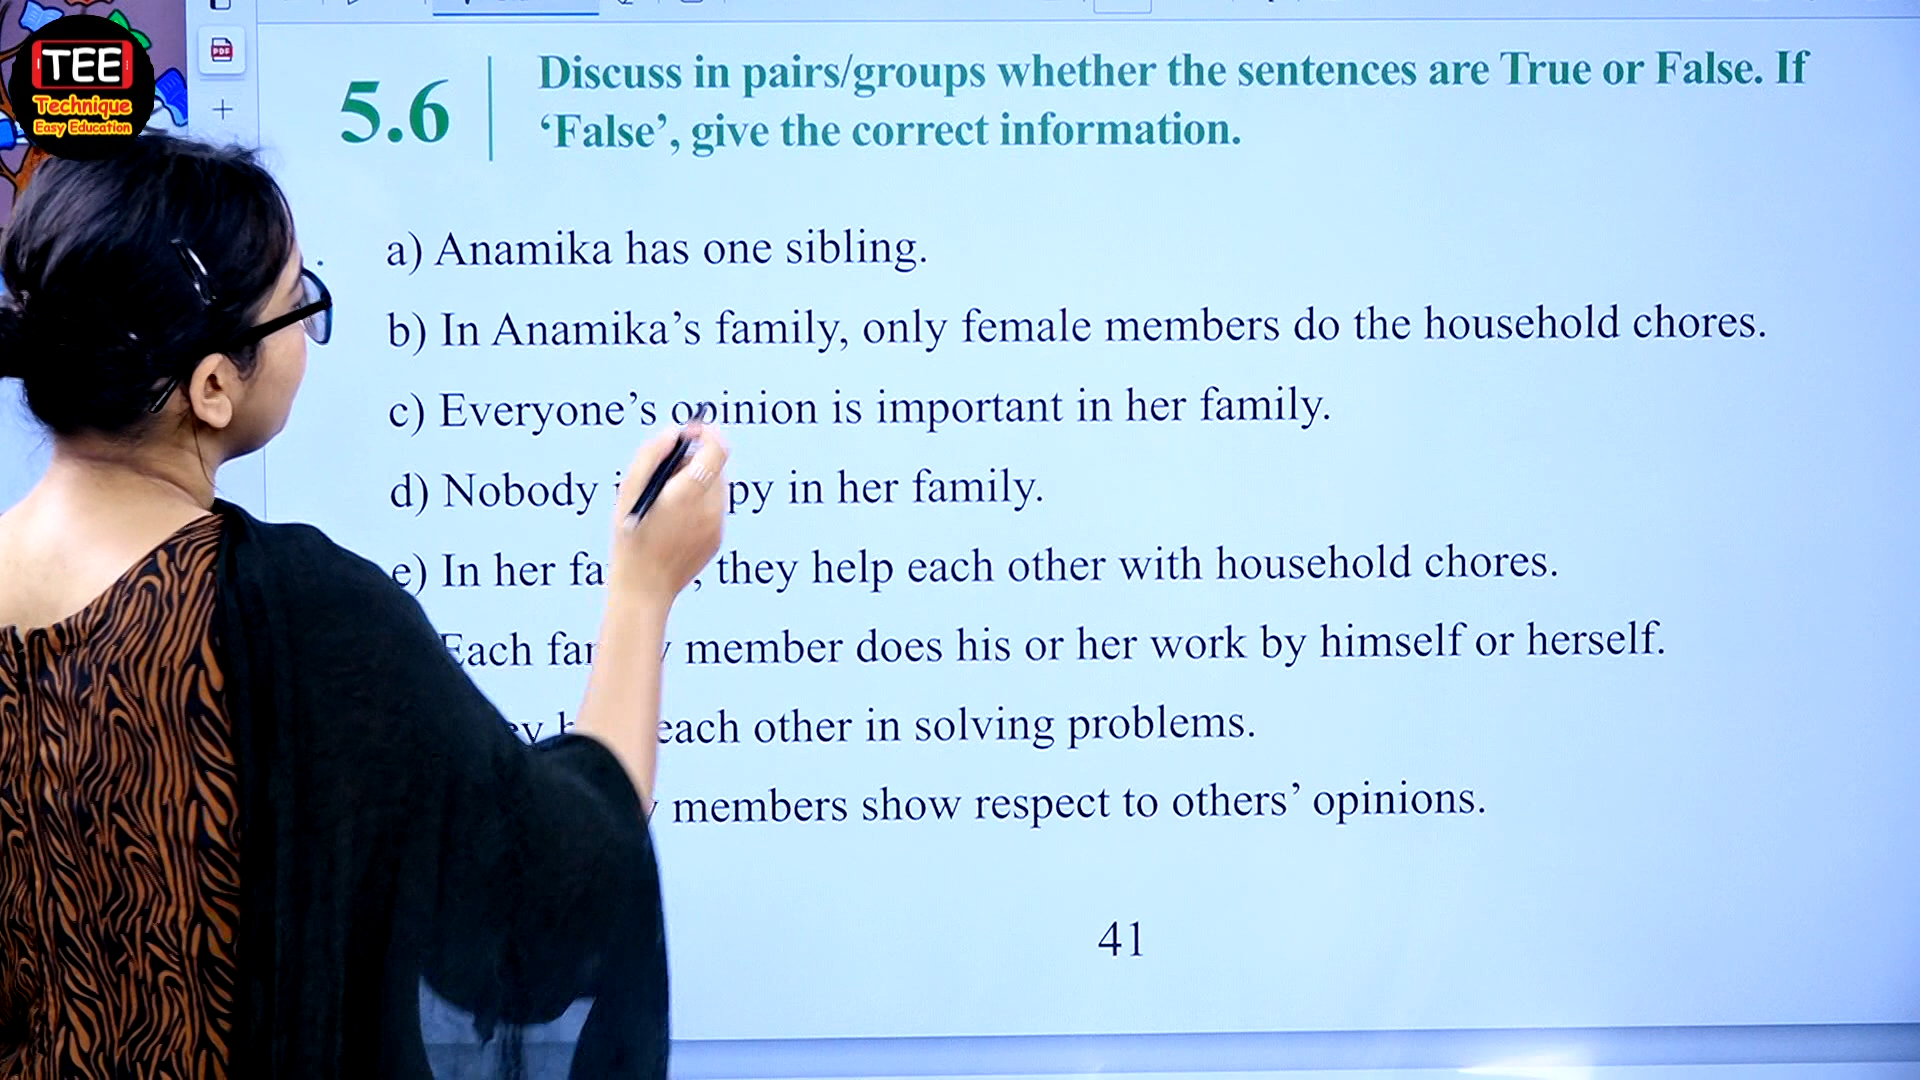 TEE
Technique
Easy Education
PDF
5.6
Discuss in pairs/groups whether the sentences are True or False. If
‘False’, give the correct information.
a) Anamika has one sibling.
b) In Anamika’s family, only female members do the household chores.
c) Everyone’s opinion is important in her family.
d) Nobody in her family.
e) In her they help each other with household chores.
Each member does his or her work by himself or herself.
each other in solving problems.
members show respect to others’ opinions.
41